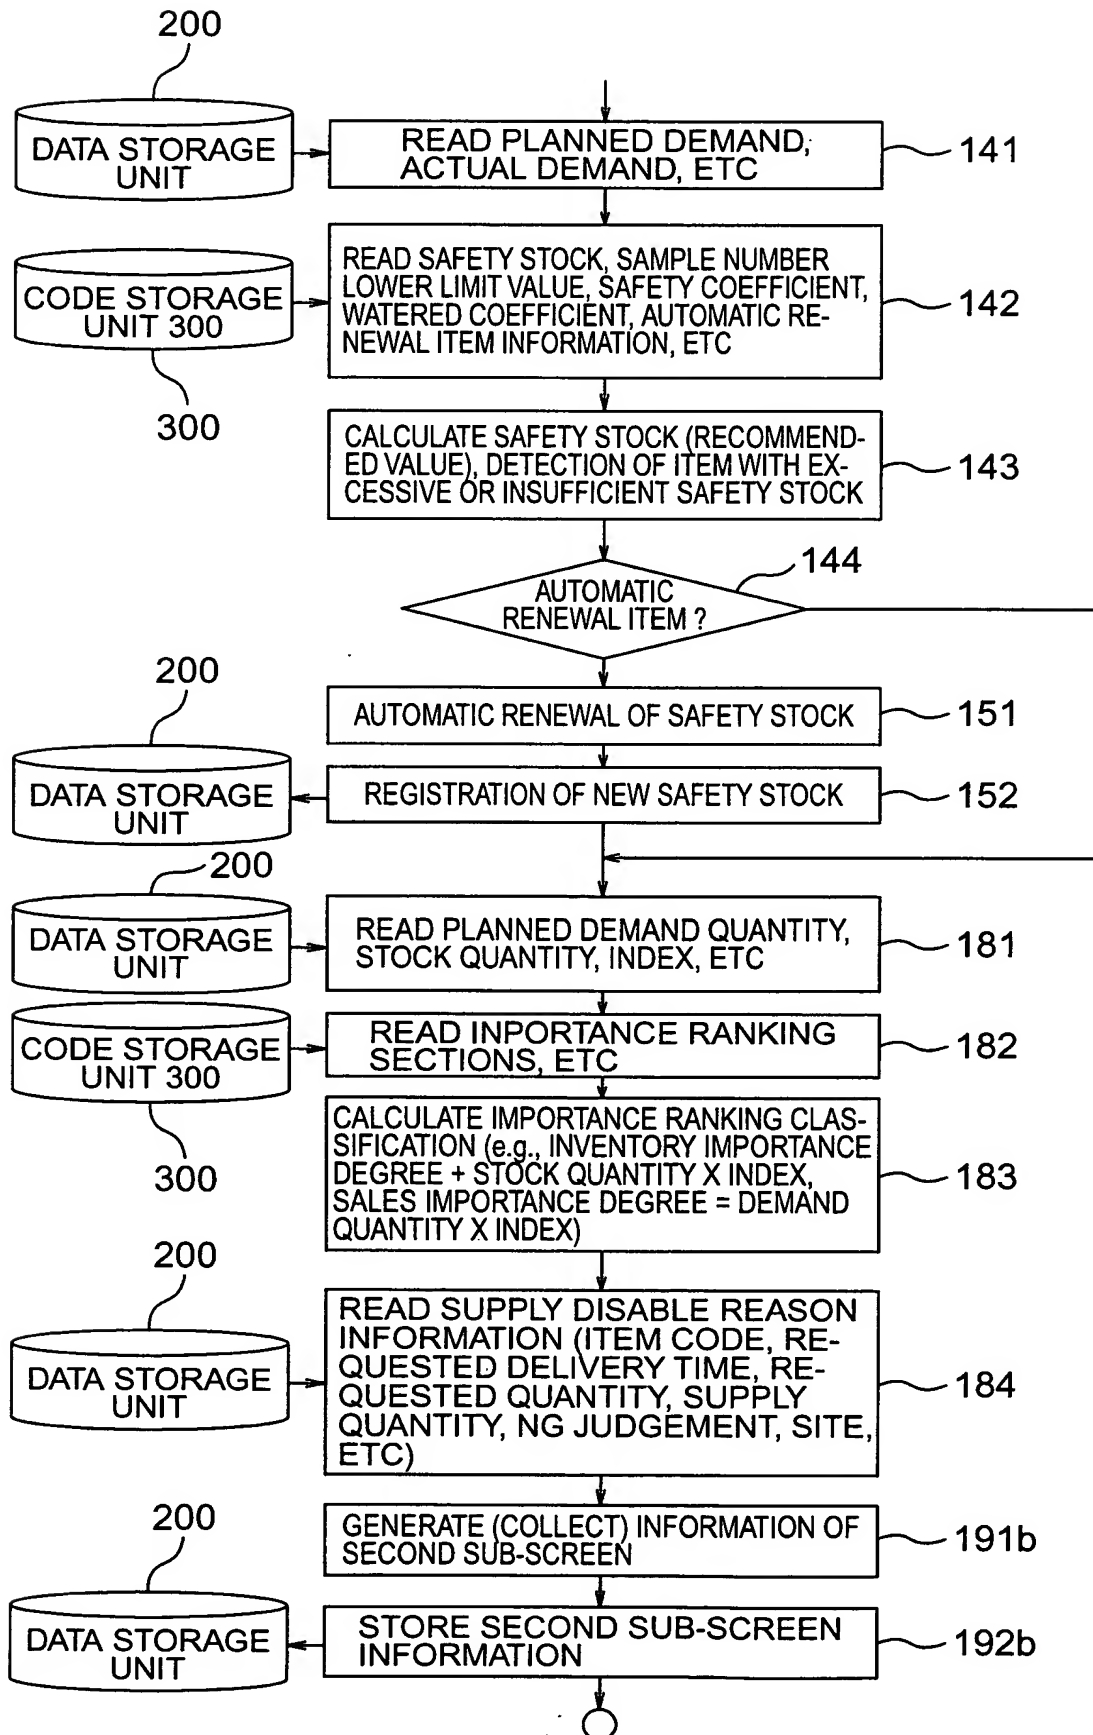 200
DATA STORAGE
UNIT
READ PLANNED DEMAND,
ACTUAL DEMAND, ETC
141
CODE STORAGE
UNIT 300
300
READ SAFETY STOCK, SAMPLE NUMBER
LOWER LIMIT VALUE, SAFETY COEFFICIENT,
WATERED COEFFICIENT, AUTOMATIC RE-
NEWAL ITEM INFORMATION, ETC
142
CALCULATE SAFETY STOCK (RECOMMEND-
ED VALUE), DETECTION OF ITEM WITH EX-
CESSIVE OR INSUFFICIENT SAFETY STOCK
143
144
AUTOMATIC
RENEWAL ITEM ?
AUTOMATIC RENEWAL OF SAFETY STOCK
151
200
DATA STORAGE
UNIT
REGISTRATION OF NEW SAFETY STOCK
152
200
DATA STORAGE
UNIT
READ PLANNED DEMAND QUANTITY,
STOCK QUANTITY, INDEX, ETC
181
CODE STORAGE
UNIT 300
300
READ INPORTANCE RANKING
SECTIONS, ETC
182
CALCULATE IMPORTANCE RANKING CLAS-
SIFICATION (e.g., INVENTORY IMPORTANCE
DEGREE + STOCK QUANTITY X INDEX,
SALES IMPORTANCE DEGREE = DEMAND
QUANTITY X INDEX)
183
200
DATA STORAGE
UNIT
READ SUPPLY DISABLE REASON
INFORMATION (ITEM CODE, RE-
QUESTED DELIVERY TIME, RE-
QUESTED QUANTITY, SUPPLY
QUANTITY, NG JUDGEMENT, SITE,
ETC)
184
GENERATE (COLLECT) INFORMATION OF
SECOND SUB-SCREEN
191b
200
DATA STORAGE
UNIT
STORE SECOND SUB-SCREEN
INFORMATION
192b